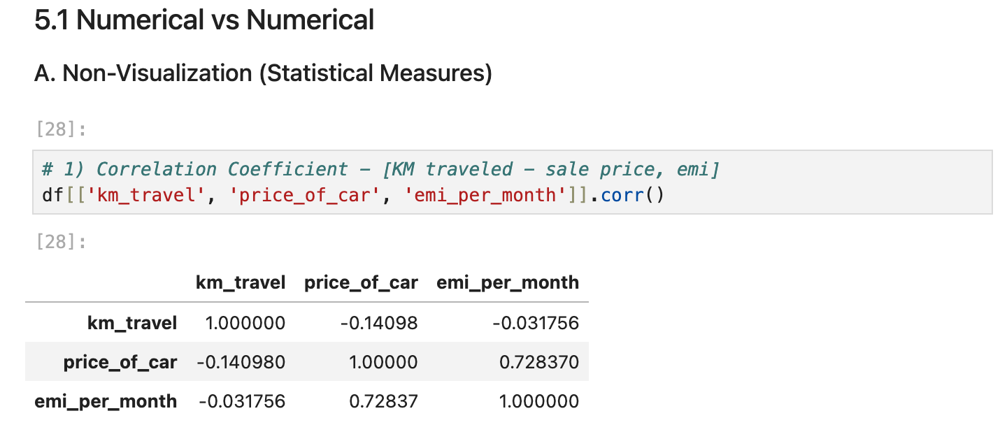 5.1 Numerical vs Numerical
A. Non-Visualization (Statistical Measures)
[28]:
# 1) Correlation Coefficient – [KM traveled – sale price, emi]
df[['km_travel', 'price_of_car', 'emi_per_month']].corr()
[28]:
km_travel price_of_car emi_per_month
km_travel 1.000000 -0.14098 -0.031756
price_of_car -0.140980 1.00000 0.728370
emi_per_month -0.031756 0.72837 1.000000